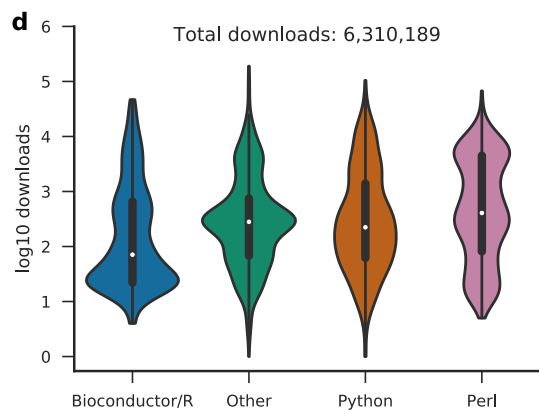 d
Total downloads: 6,310,189
log10 downloads
6
5
4
3
2
1
0
Bioconductor/R Other Python Perl